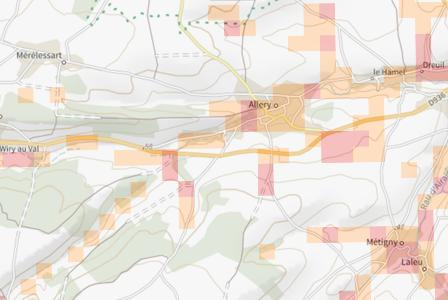 Mérélessart
le Hamel
Dreuil
Allery
D936
Wiry au Val
Métigny
Laleu